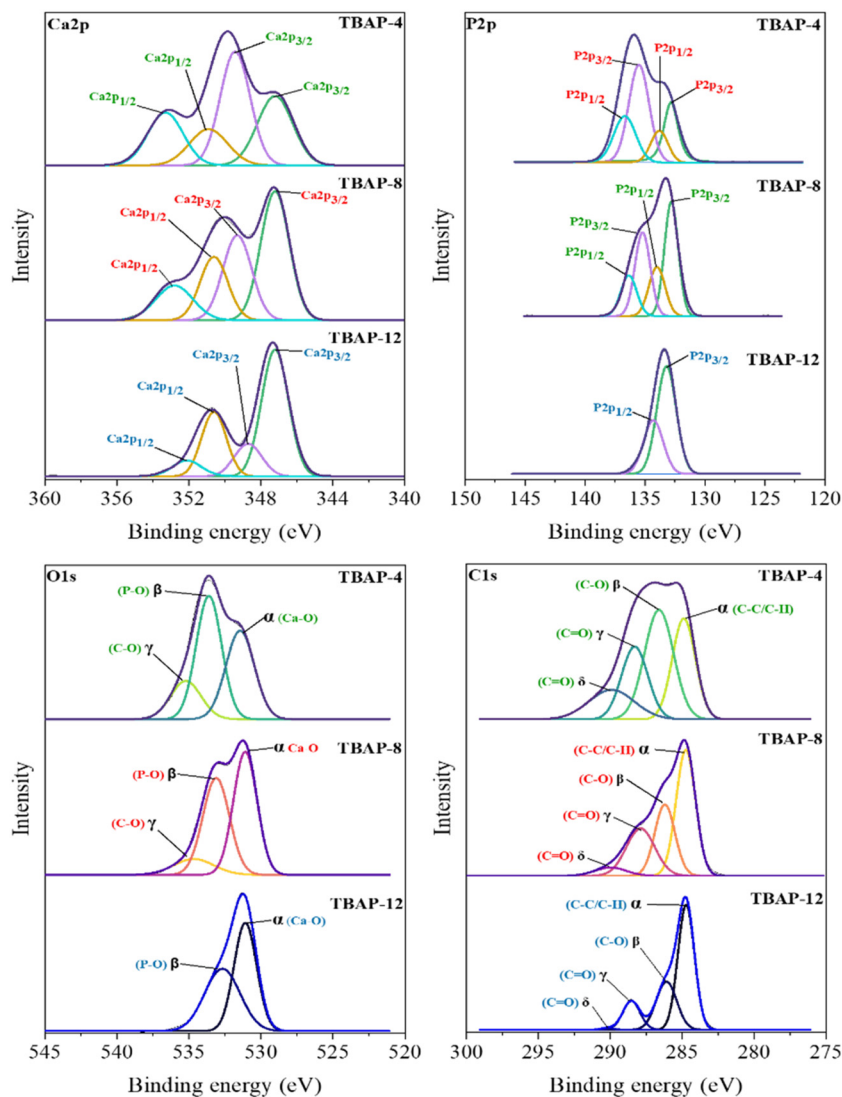 Ca2p
TBAP-4
Ca2p3/2
Ca2p1/2
Ca2p1/2
Ca2p3/2
TBAP-8
Ca2p3/2
Ca2p3/2
Ca2p1/2
Ca2p1/2
TBAP-12
Ca2p3/2
Ca2p3/2
Ca2p1/2
Ca2p1/2
Intensity
360 356 352 348 344 340
Binding energy (eV)
P2p
TBAP-4
P2p1/2
P2p3/2
P2p3/2
P2p1/2
TBAP-8
P2p1/2
P2p3/2
P2p3/2
P2p1/2
TBAP-12
P2p3/2
P2p1/2
Intensity
150 145 140 135 130 125 120
Binding energy (eV)
O1s
TBAP-4
(P-O) β
α (Ca-O)
(C-O) γ
TBAP-8
α Ca O
(P-O) β
(C-O) γ
TBAP-12
α (Ca O)
(P-O) β
Intensity
545 540 535 530 525 520
Binding energy (eV)
C1s
TBAP-4
(C-O) β
α (C-C/C-II)
(C=O) γ
(C=O) δ
TBAP-8
(C-C/C-II) α
(C-O) β
(C=O) γ
(C=O) δ
TBAP-12
(C-C/C-II) α
(C-O) β
(C=O) γ
(C=O) δ
Intensity
300 295 290 285 280 275
Binding energy (eV)